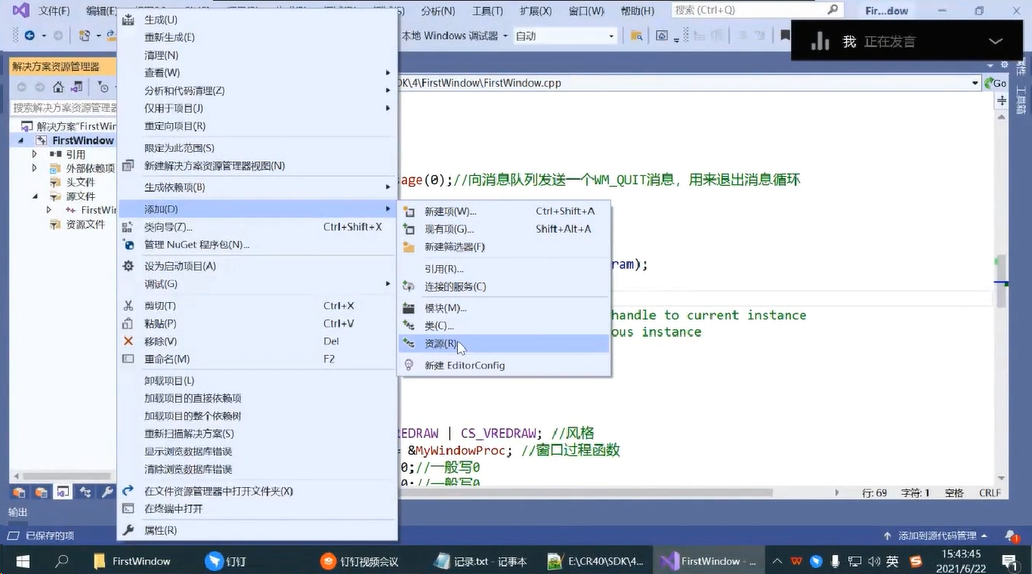 文件(F) 编辑(E) 分析(N) 工具(T) 扩展(X) 窗口(W) 帮助(H) 搜索 (Ctrl+Q) Fir...dow
本地 Windows 调试器 自动
我 正在发言
解决方案资源管理器
搜索解决方案资源管理器
解决方案"FirstWin
FirstWindow
引用
外部依赖项
头文件
源文件
FirstWi
资源文件
生成(U)
重新生成(E)
清理(N)
查看(W)
分析和代码清理(Z)
仅用于项目(J)
重定向项目(R)
限定为此范围(S)
新建解决方案资源管理器视图(N)
生成依赖项(B)
添加(D)
类向导(Z)... Ctrl+Shift+X
管理 NuGet 程序包(N)...
设为启动项目(A)
调试(G)
剪切(T) Ctrl+X
粘贴(P) Ctrl+V
移除(V) Del
重命名(M) F2
卸载项目(L)
加载项目的直接依赖项
加载项目的整个依赖树
重新扫描解决方案(S)
显示浏览数据库错误
清除浏览数据库错误
在文件资源管理器中打开文件夹(X)
在终端中打开
属性(R)
新建项(W)... Ctrl+Shift+A
现有项(G)... Shift+Alt+A
新建筛选器(F)
引用(R)...
连接的服务(C)
模块(M)...
类(C)...
资源(R)
新建 EditorConfig
DK\4\FirstWindow\FirstWindow.cpp
Go
sage(0);//向消息队列发送一个WM_QUIT消息，用来退出消息循环
ram);
handle to current instance
ous instance
REDRAW | CS_VREDRAW; //风格
= &MyWindowProc; //窗口过程函数
0;//一般写0
0;//一般写0
工具箱
行: 69 字符: 1 空格 CRLF
输出
已保存的项
添加到源代码管理
FirstWindow 钉钉 钉钉视频会议 记录.txt - 记事本 E:\CR40\SDK\4... FirstWindow - ... 英 15:43:45
2021/6/22